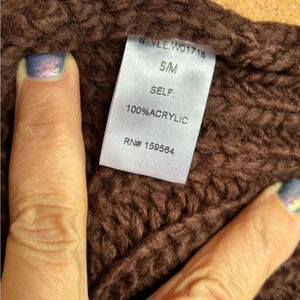 STYLE:W01718
S/M
SELF:
100%ACRYLIC
RN# 159564